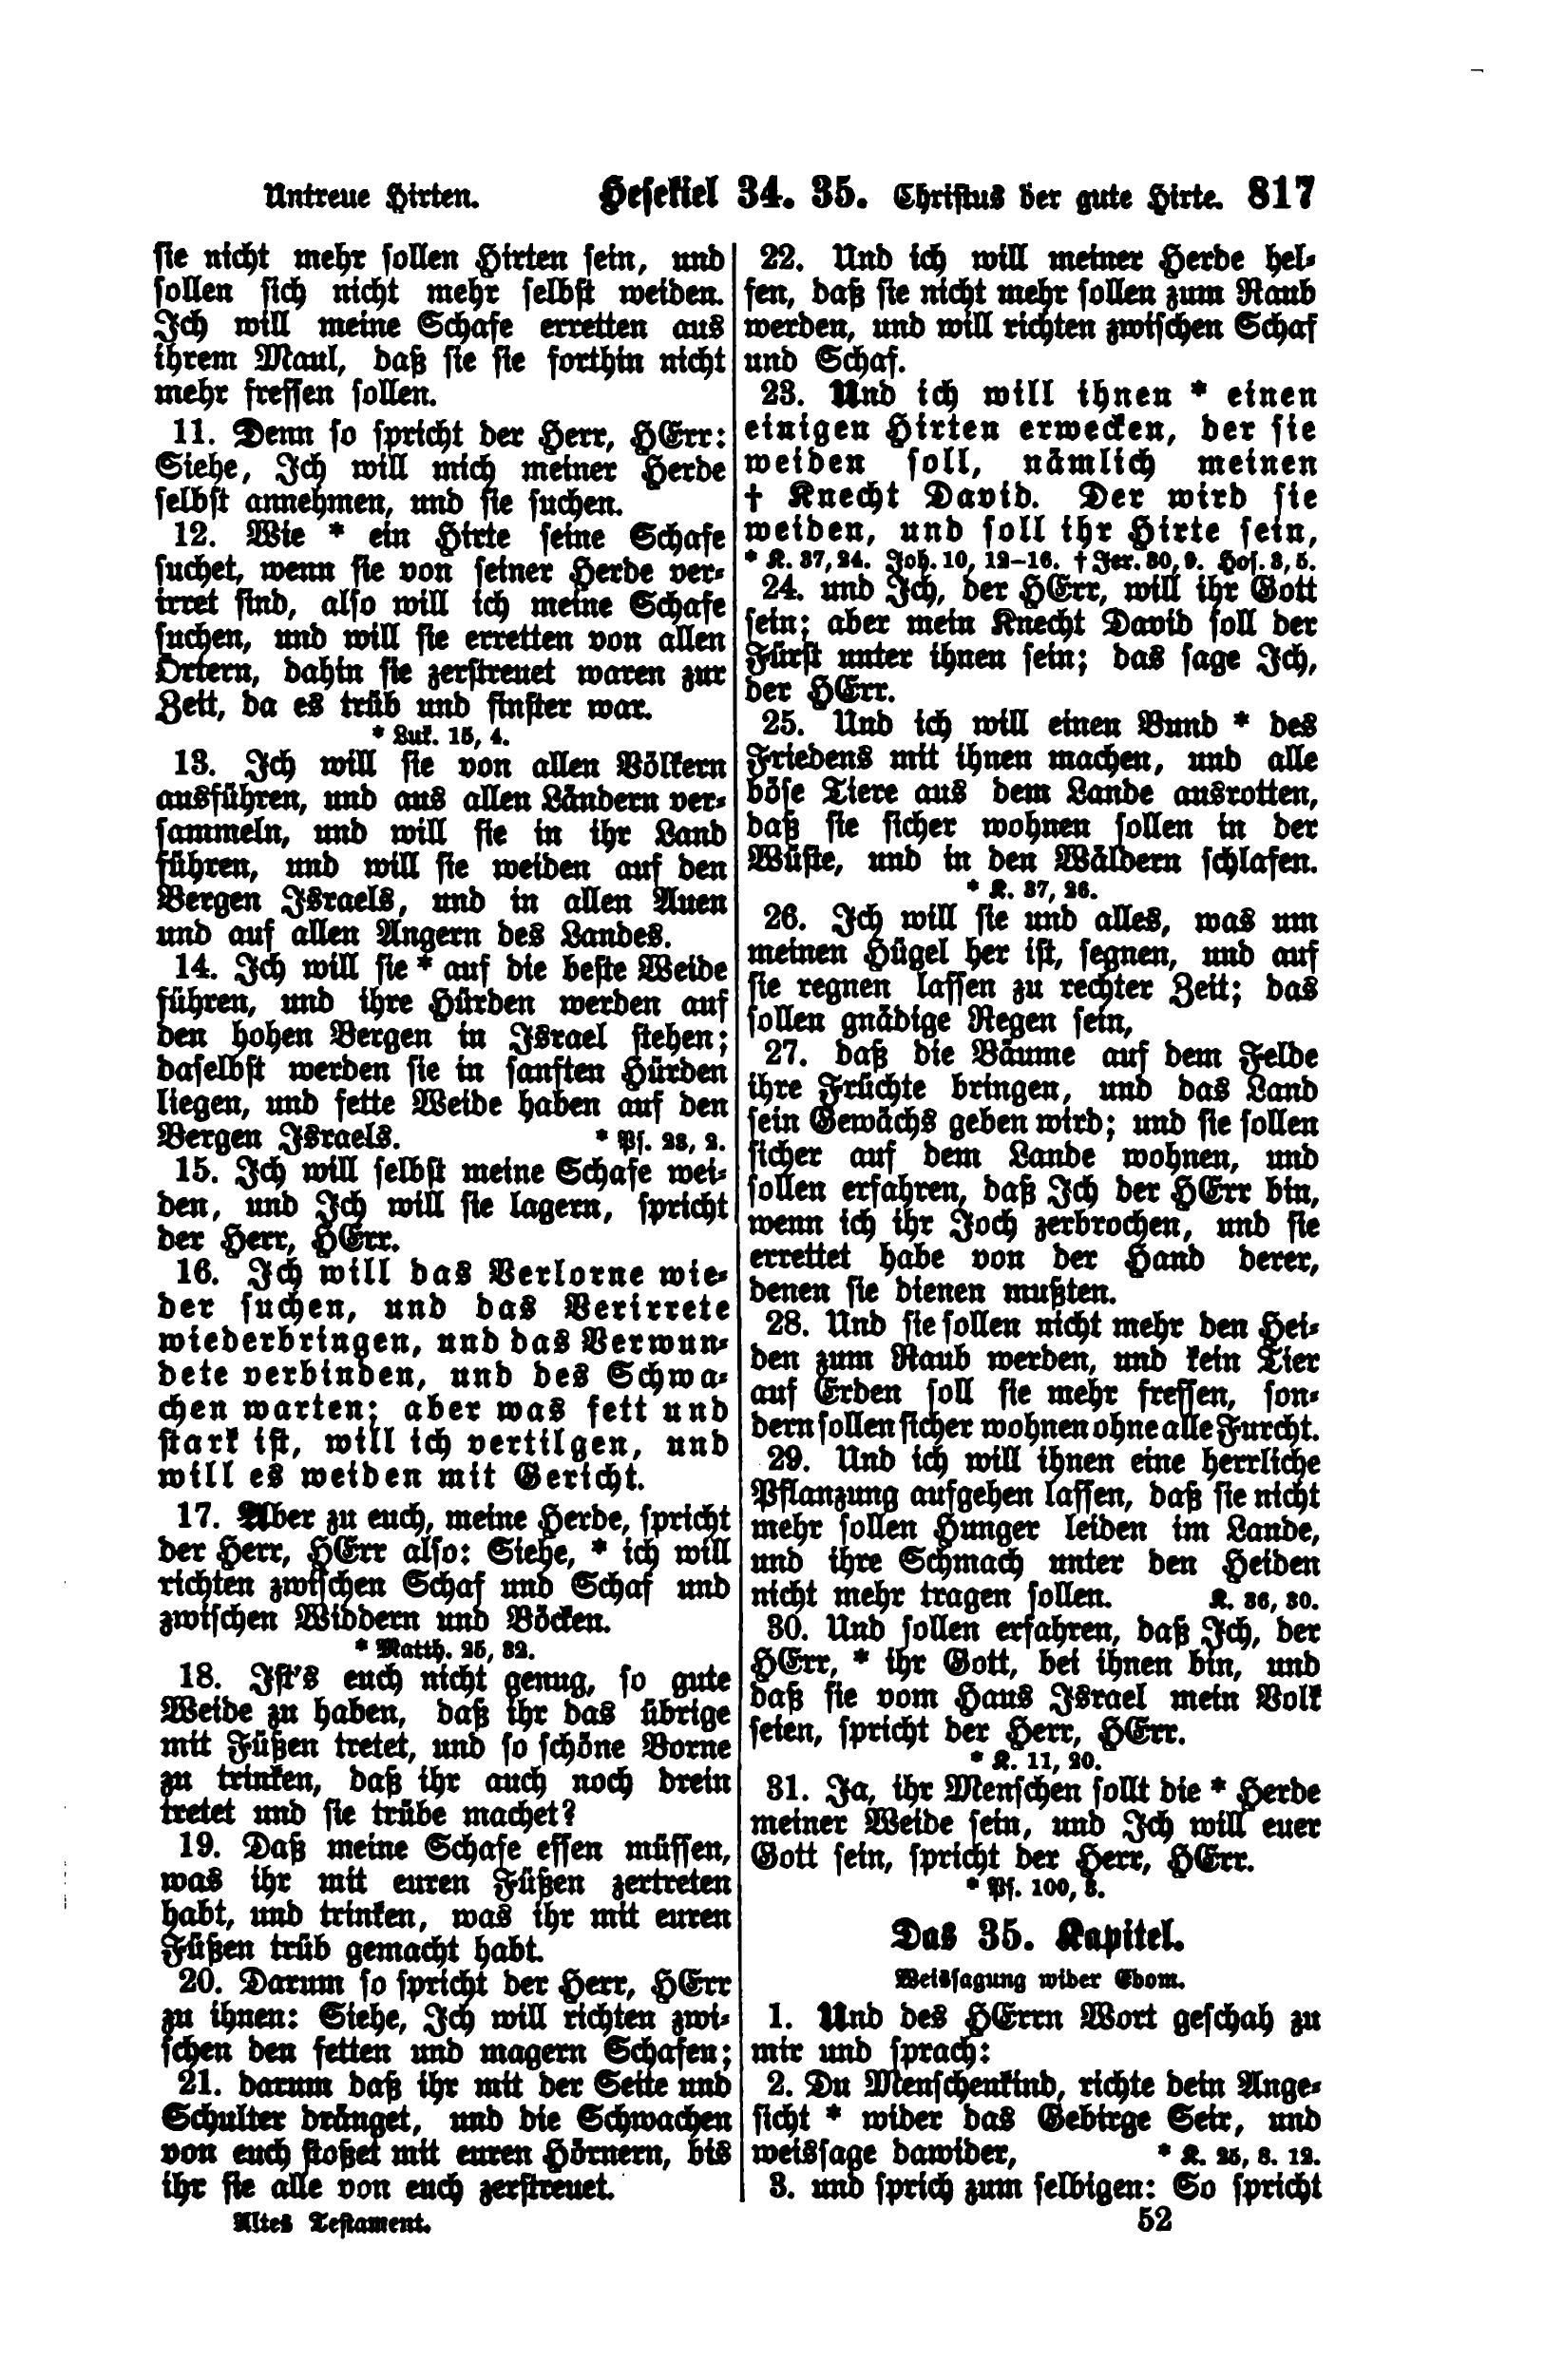 Untreue Hirten. Hesekiel 34. 35. Christus der gute Hirte. 817
sie nicht mehr sollen Hirten sein, und
sollen sich nicht mehr selbst weiden.
Ich will meine Schafe erretten aus
ihrem Maul, daß sie sie forthin nicht
mehr fressen sollen.
11. Denn so spricht der Herr, HErr:
Siehe, Ich will mich meiner Herde
selbst annehmen, und sie suchen.
12. Wie * ein Hirte seine Schafe
suchet, wenn sie von seiner Herde ver-
irret sind, also will ich meine Schafe
suchen, und will sie erretten von allen
Örtern, dahin sie zerstreuet waren zur
Zeit, da es trüb und finster war.
* Luk. 15, 4.
13. Ich will sie von allen Völkern
ausführen, und aus allen Ländern ver-
sammeln, und will sie in ihr Land
führen, und will sie weiden auf den
Bergen Israels, und in allen Auen
und auf allen Angern des Landes.
14. Ich will sie * auf die beste Weide
führen, und ihre Hürden werden auf
den hohen Bergen in Israel stehen;
daselbst werden sie in sanften Hürden
liegen, und fette Weide haben auf den
Bergen Israels. * Ps. 23, 2.
15. Ich will selbst meine Schafe wei-
den, und Ich will sie lagern, spricht
der Herr, HErr.
16. Ich will das Verlorne wie-
der suchen, und das Verirrete
wiederbringen, und das Verwun-
dete verbinden, und des Schwa-
chen warten; aber was fett und
stark ist, will ich vertilgen, und
will es weiden mit Gericht.
17. Aber zu euch, meine Herde, spricht
der Herr, HErr also: Siehe, * ich will
richten zwischen Schaf und Schaf und
zwischen Widdern und Böcken.
* Matth. 25, 32.
18. Ist's euch nicht genug, so gute
Weide zu haben, daß ihr das übrige
mit Füßen tretet, und so schöne Borne
zu trinken, daß ihr auch noch drein
tretet und sie trübe machet?
19. Daß meine Schafe essen müssen,
was ihr mit euren Füßen zertreten
habt, und trinken, was ihr mit euren
Füßen trüb gemacht habt.
20. Darum so spricht der Herr, HErr
zu ihnen: Siehe, Ich will richten zwi-
schen den fetten und magern Schafen;
21. darum daß ihr mit der Seite und
Schulter dränget, und die Schwachen
von euch stoßet mit euren Hörnern, bis
ihr sie alle von euch zerstreuet.
22. Und ich will meiner Herde hel-
fen, daß sie nicht mehr sollen zum Raub
werden, und will richten zwischen Schaf
und Schaf.
23. Und ich will ihnen * einen
einigen Hirten erwecken, der sie
weiden soll, nämlich meinen
† Knecht David. Der wird sie
weiden, und soll ihr Hirte sein,
* K. 37, 24. Joh. 10, 12–16. † Jer. 30, 9. Hos. 3, 5.
24. und Ich, der HErr, will ihr Gott
sein; aber mein Knecht David soll der
Fürst unter ihnen sein; das sage Ich,
der HErr.
25. Und ich will einen Bund * des
Friedens mit ihnen machen, und alle
böse Tiere aus dem Lande ausrotten,
daß sie sicher wohnen sollen in der
Wüste, und in den Wäldern schlafen.
* K. 37, 26.
26. Ich will sie und alles, was um
meinen Hügel her ist, segnen, und auf
sie regnen lassen zu rechter Zeit; das
sollen gnädige Regen sein,
27. daß die Bäume auf dem Felde
ihre Früchte bringen, und das Land
sein Gewächs geben wird; und sie sollen
sicher auf dem Lande wohnen, und
sollen erfahren, daß Ich der HErr bin,
wenn ich ihr Joch zerbrochen, und sie
errettet habe von der Hand derer,
denen sie dienen mußten.
28. Und sie sollen nicht mehr den Hei-
den zum Raub werden, und kein Tier
auf Erden soll sie mehr fressen, son-
dern sollen sicher wohnen ohne alle Furcht.
29. Und ich will ihnen eine herrliche
Pflanzung aufgehen lassen, daß sie nicht
mehr sollen Hunger leiden im Lande,
und ihre Schmach unter den Heiden
nicht mehr tragen sollen. K. 36, 30.
30. Und sollen erfahren, daß Ich, der
HErr, * ihr Gott, bei ihnen bin, und
daß sie vom Haus Israel mein Volk
seien, spricht der Herr, HErr.
* K. 11, 20.
31. Ja, ihr Menschen sollt die * Herde
meiner Weide sein, und Ich will euer
Gott sein, spricht der Herr, HErr.
* Ps. 100, 3.
Das 35. Kapitel.
Weissagung wider Edom.
1. Und des HErrn Wort geschah zu
mir und sprach:
2. Du Menschenkind, richte dein Ange-
sicht * wider das Gebirge Seir, und
weissage dawider, * K. 25, 8. 12.
3. und sprich zum selbigen: So spricht
Altes Testament. 52